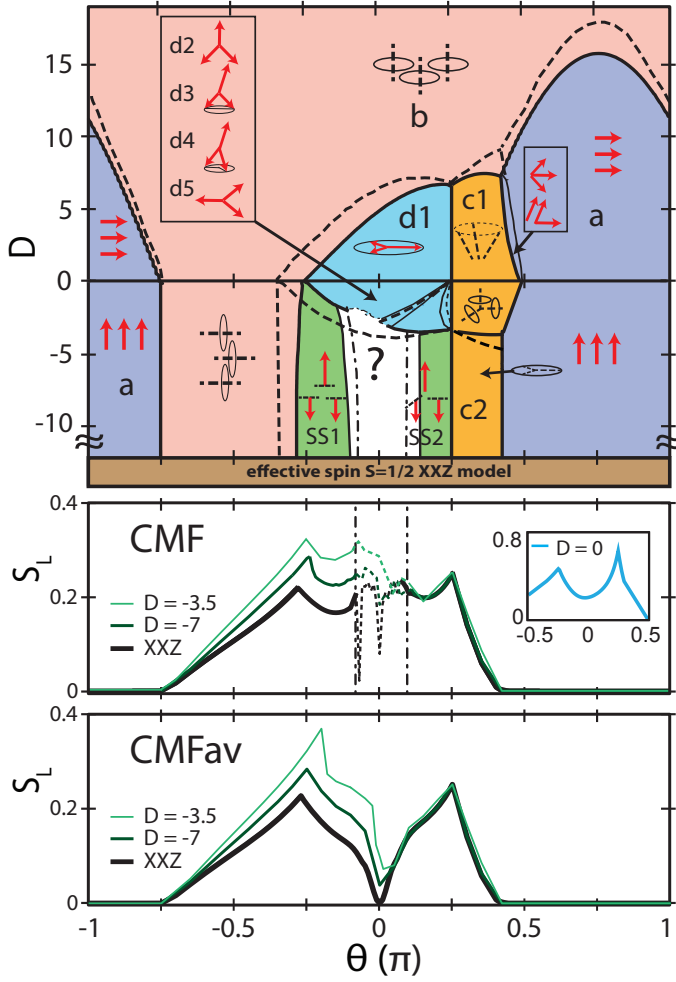 15
10
5
0
-5
-10
D
d2
d3
d4
d5
b
d1
c1
a
a
?
c2
SS1
SS2
effective spin S=1/2 XXZ model
0.4
0.2
0
S_L
CMF
D = -3.5
D = -7
XXZ
0.8
0
D = 0
-0.5
0
0.5
0.4
0.2
0
S_L
CMFav
D = -3.5
D = -7
XXZ
-1
-0.5
0
0.5
1
θ (π)